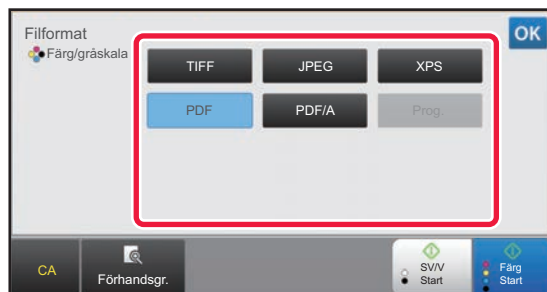 Filformat
OK
Färg/gråskala
TIFF
JPEG
XPS
PDF
PDF/A
Prog.
CA
Förhandsgr.
SV/V
Start
Färg
Start